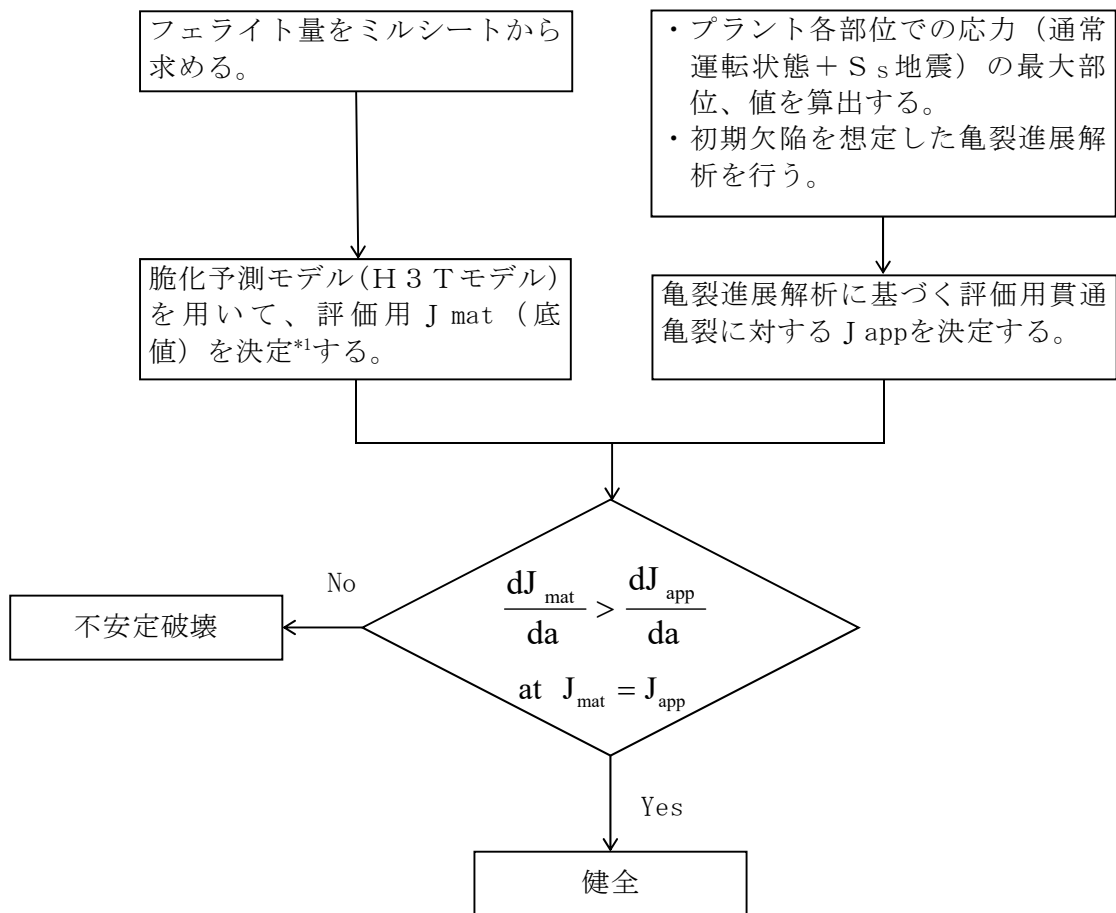 フェライト量をミルシートから
求める。
・プラント各部位での応力（通常
運転状態＋Ｓｓ地震）の最大部
位、値を算出する。
・初期欠陥を想定した亀裂進展解
析を行う。
脆化予測モデル(Ｈ３Ｔモデル)
を用いて、評価用Ｊmat（底
値）を決定*1する。
亀裂進展解析に基づく評価用貫通
亀裂に対するＪappを決定する。
No
不安定破壊
dJmat/da > dJapp/da
at Jmat = Japp
Yes
健全